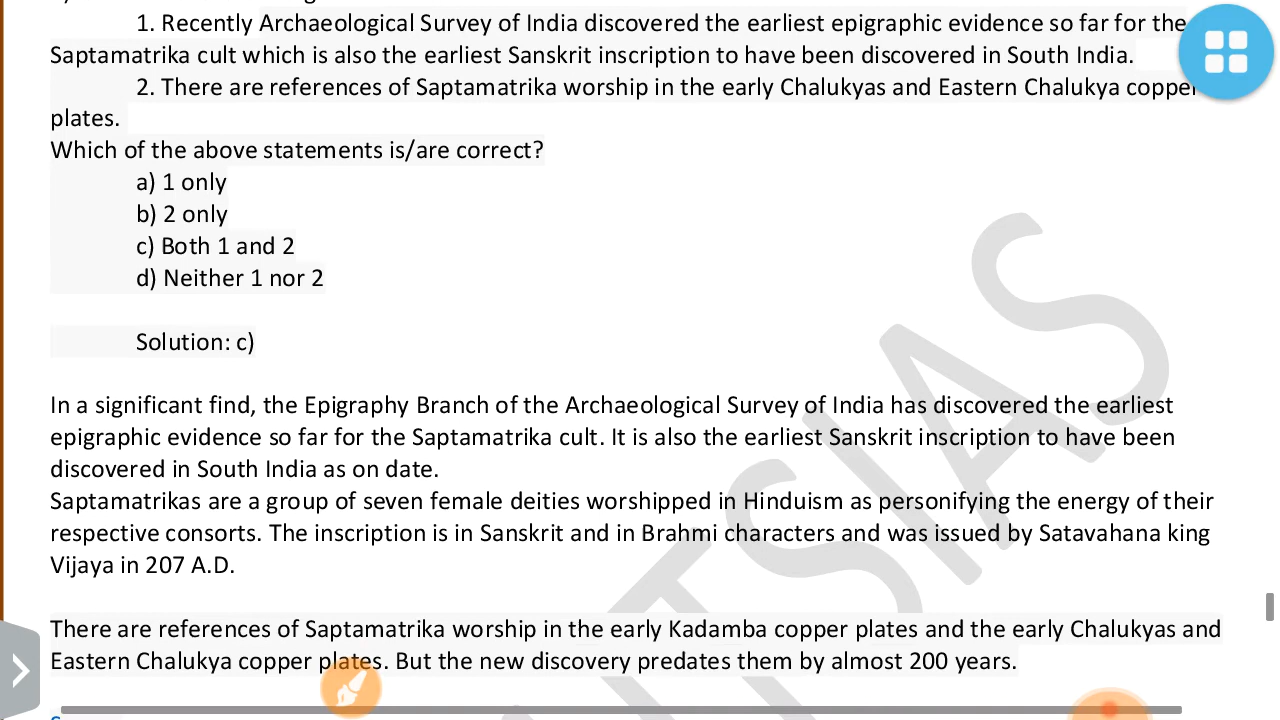 1. Recently Archaeological Survey of India discovered the earliest epigraphic evidence so far for the
Saptamatrika cult which is also the earliest Sanskrit inscription to have been discovered in South India.
2. There are references of Saptamatrika worship in the early Chalukyas and Eastern Chalukya copper
plates.
Which of the above statements is/are correct?
a) 1 only
b) 2 only
c) Both 1 and 2
d) Neither 1 nor 2
Solution: c)
In a significant find, the Epigraphy Branch of the Archaeological Survey of India has discovered the earliest
epigraphic evidence so far for the Saptamatrika cult. It is also the earliest Sanskrit inscription to have been
discovered in South India as on date.
Saptamatrikas are a group of seven female deities worshipped in Hinduism as personifying the energy of their
respective consorts. The inscription is in Sanskrit and in Brahmi characters and was issued by Satavahana king
Vijaya in 207 A.D.
There are references of Saptamatrika worship in the early Kadamba copper plates and the early Chalukyas and
Eastern Chalukya copper plates. But the new discovery predates them by almost 200 years.
TSIAS